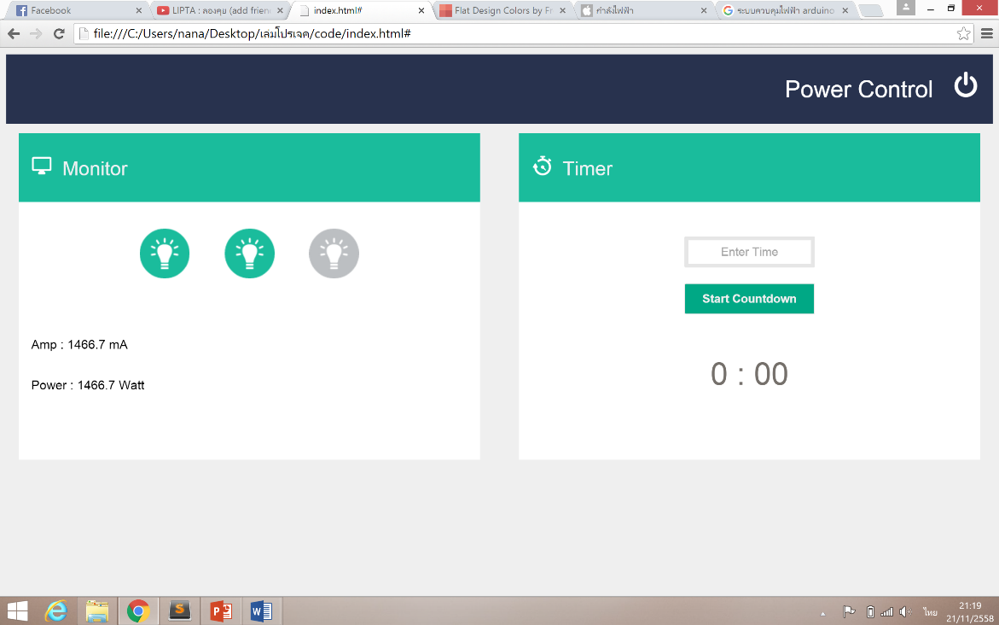 Facebook
LIPTA : ลองคุย (add frien
index.html#
Flat Design Colors by Fr
กำลังไฟฟ้า
ระบบควบคุมไฟฟ้า arduino
file:///C:/Users/nana/Desktop/เล่มโปรเจค/code/index.html#
Power Control
Monitor
Timer
Enter Time
Start Countdown
Amp : 1466.7 mA
0 : 00
Power : 1466.7 Watt
ไทย
21:19
21/11/2558